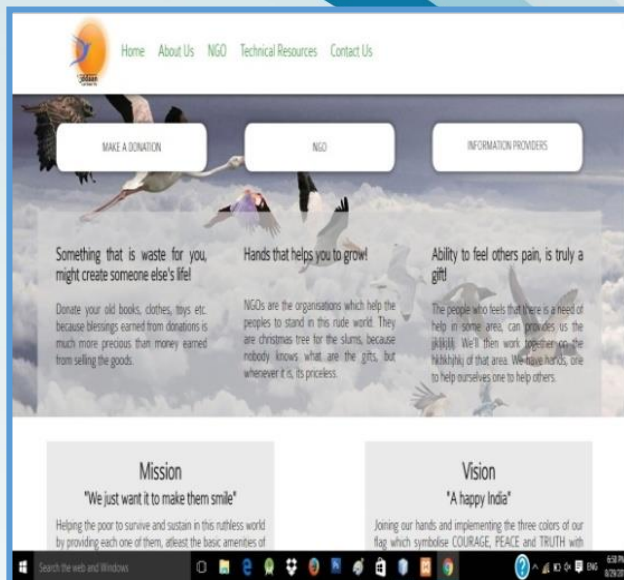 Home About Us NGO Technical Resources Contact Us
MAKE A DONATION
NGO
INFORMATION PROVIDERS
Something that is waste for you,
might create someone else's life!
Donate your old books, clothes, toys etc.
because blessings earned from donations is
much more precious than money earned
from selling the goods.
Hands that helps you to grow!
NGOs are the organisations which help the
peoples to stand in this rude world. They
are christmas tree for the slums, because
nobody knows what are the gifts, but
whenever it is, its priceless.
Ability to feel others pain, is truly a
gift!
The people who feels that there is a need of
help in some area, can provides us the
We'll then work together on the
of that area. We have hands, one
to help ourselves one to help others.
Mission
"We just want it to make them smile"
Helping the poor to survive and sustain in this ruthless world
by providing each one of them, atleast the basic amenities of
Vision
"A happy India"
Joining our hands and implementing the three colors of our
flag which symbolise COURAGE, PEACE and TRUTH with
Search the web and Windows
ENG
6:58 PM